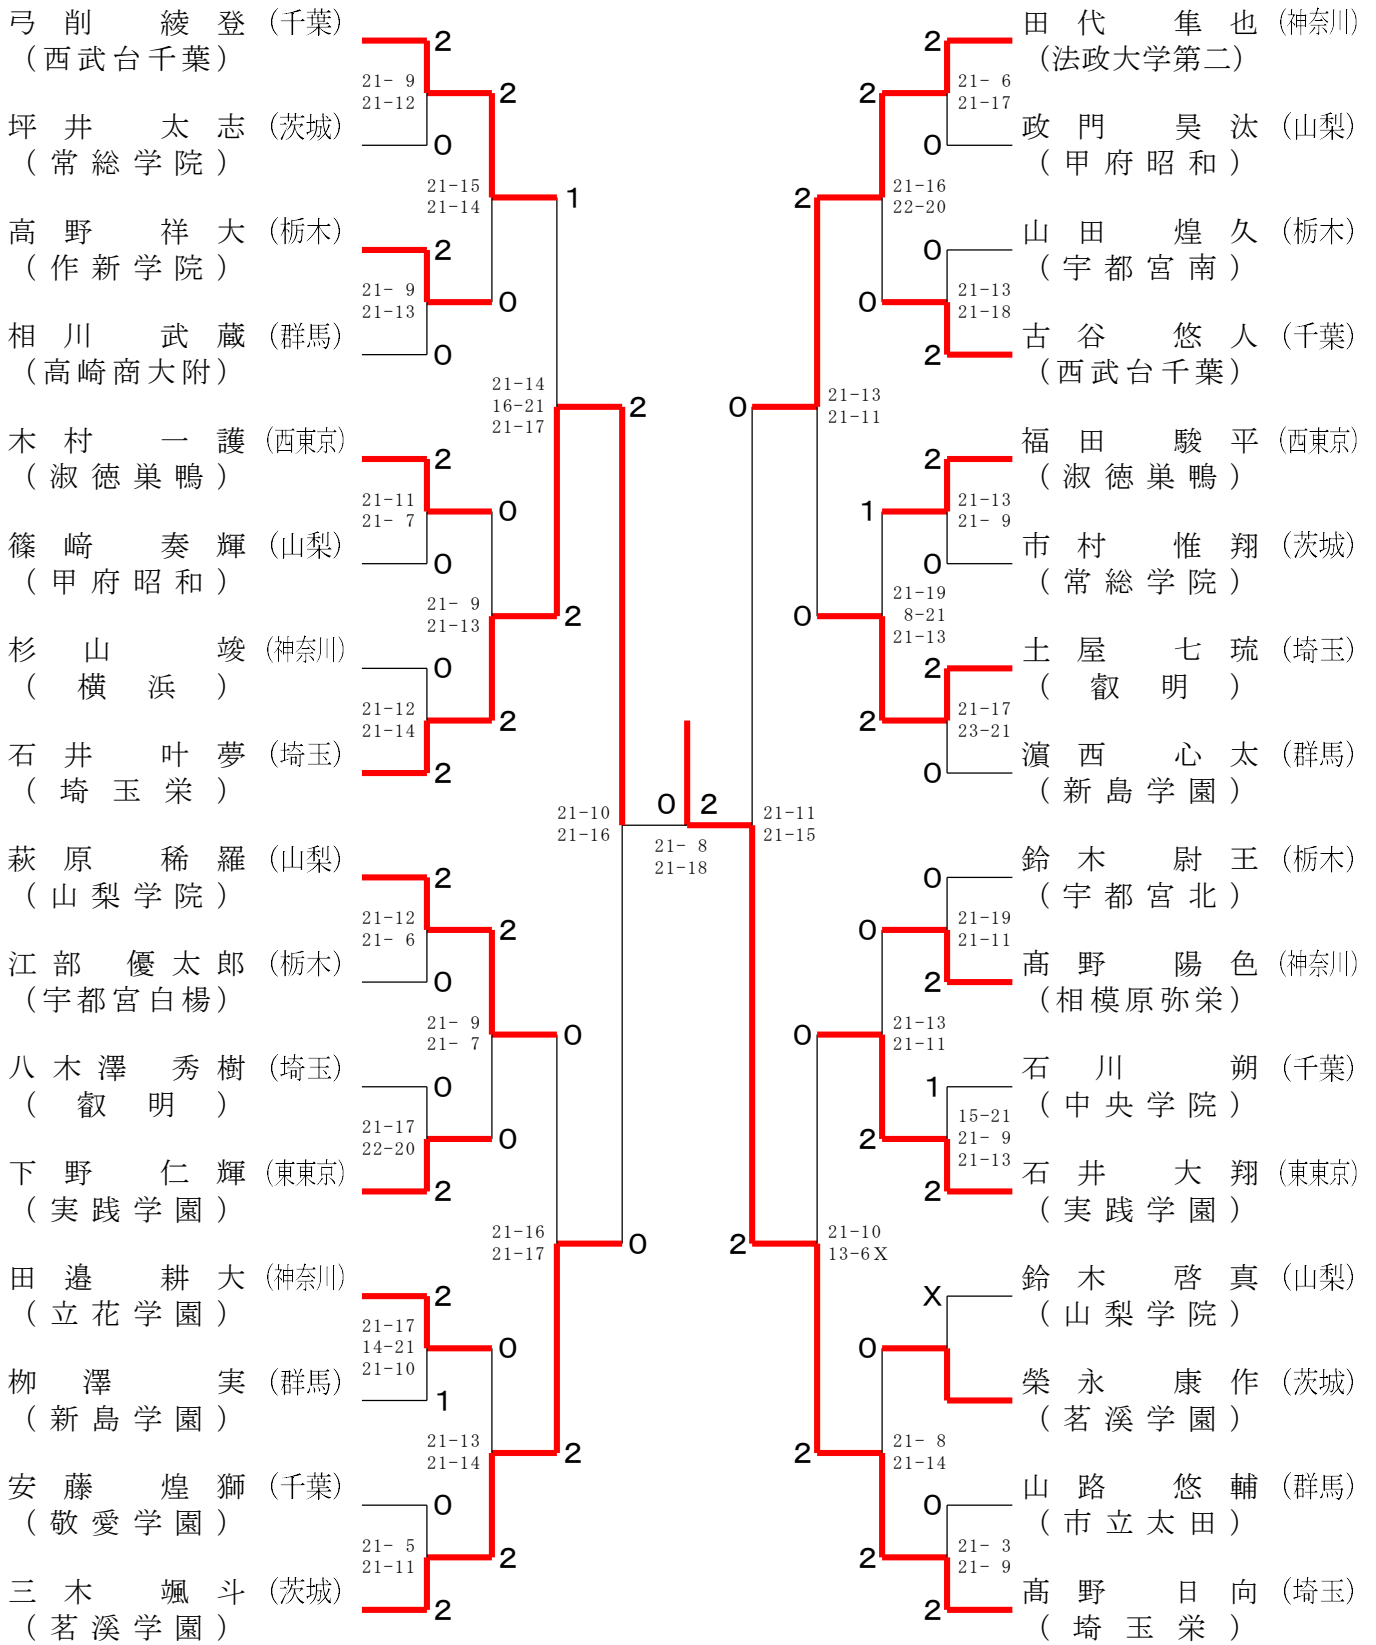 弓削 綾登 (千葉)
(西武台千葉)
2
21- 9
21-12
2
坪井 太志 (茨城)
(常総学院)
0
21-15
21-14
1
高野 祥大 (栃木)
(作新学院)
2
21- 9
21-13
0
相川 武蔵 (群馬)
(高崎商大附)
0
21-14
16-21
21-17
2
木村 一護 (西東京)
(淑徳巣鴨)
2
21-11
21- 7
0
篠﨑 奏輝 (山梨)
(甲府昭和)
0
21- 9
21-13
2
杉山 竣 (神奈川)
(横浜)
0
21-12
21-14
2
石井 叶夢 (埼玉)
(埼玉栄)
2
21-10
21-16
萩原 稀羅 (山梨)
(山梨学院)
2
21-12
21- 6
2
江部 優太郎 (栃木)
(宇都宮白楊)
0
21- 9
21- 7
0
八木澤 秀樹 (埼玉)
(叡明)
0
21-17
22-20
0
下野 仁輝 (東東京)
(実践学園)
2
21-16
21-17
0
田邉 耕大 (神奈川)
(立花学園)
2
21-17
14-21
21-10
0
栁澤 実 (群馬)
(新島学園)
1
21-13
21-14
2
安藤 煌獅 (千葉)
(敬愛学園)
0
21- 5
21-11
2
三木 颯斗 (茨城)
(茗溪学園)
2
0 2
21- 8
21-18
田代 隼也 (神奈川)
(法政大学第二)
2
21- 6
21-17
2
政門 昊汰 (山梨)
(甲府昭和)
0
21-16
22-20
2
山田 煌久 (栃木)
(宇都宮南)
0
21-13
21-18
0
古谷 悠人 (千葉)
(西武台千葉)
2
21-13
21-11
0
福田 駿平 (西東京)
(淑徳巣鴨)
2
21-13
21- 9
1
市村 惟翔 (茨城)
(常総学院)
0
21-19
8-21
21-13
0
土屋 七琉 (埼玉)
(叡明)
2
21-17
23-21
2
濵西 心太 (群馬)
(新島学園)
0
21-11
21-15
鈴木 尉王 (栃木)
(宇都宮北)
0
21-19
21-11
0
髙野 陽色 (神奈川)
(相模原弥栄)
2
21-13
21-11
0
石川 朔 (千葉)
(中央学院)
1
15-21
21- 9
21-13
2
石井 大翔 (東東京)
(実践学園)
2
21-10
13-6X
2
鈴木 啓真 (山梨)
(山梨学院)
X
0
榮永 康作 (茨城)
(茗溪学園)
21- 8
21-14
2
山路 悠輔 (群馬)
(市立太田)
0
21- 3
21- 9
2
髙野 日向 (埼玉)
(埼玉栄)
2